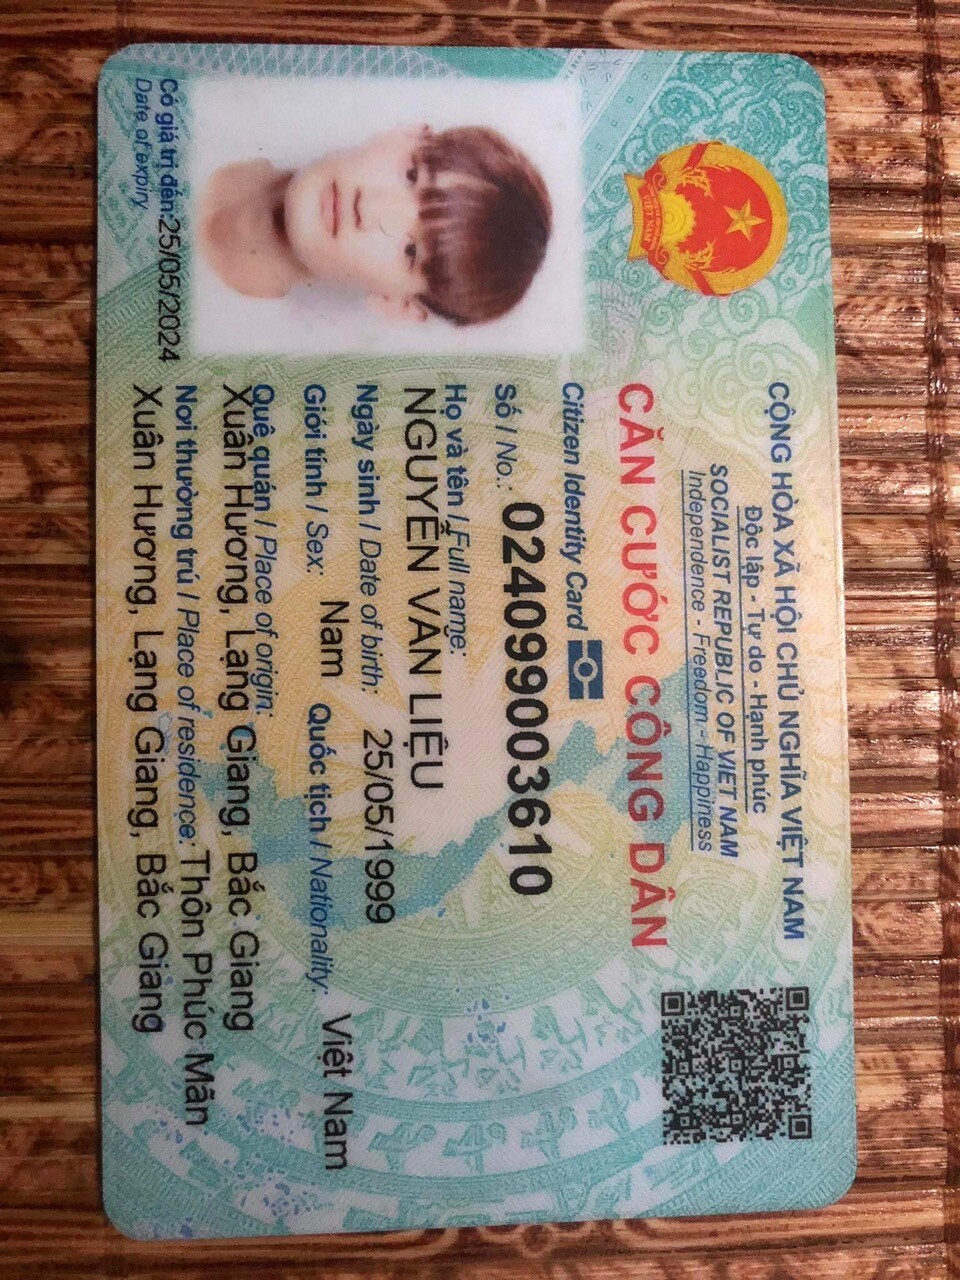 CỘNG HÒA XÃ HỘI CHỦ NGHĨA VIỆT NAM
Độc lập - Tự do - Hạnh phúc
SOCIALIST REPUBLIC OF VIET NAM
Independence - Freedom - Happiness
CĂN CƯỚC CÔNG DÂN
Citizen Identity Card
Số / No.: 024099003610
Họ và tên / Full name:
NGUYỄN VĂN LIỆU
Ngày sinh / Date of birth: 25/05/1999
Giới tính / Sex: Nam Quốc tịch / Nationality: Việt Nam
Quê quán / Place of origin:
Xuân Hương, Lạng Giang, Bắc Giang
Nơi thường trú / Place of residence: Thôn Phúc Mãn
Xuân Hương, Lạng Giang, Bắc Giang
Có giá trị đến: 25/05/2024
Date of expiry
VIỆT NAM